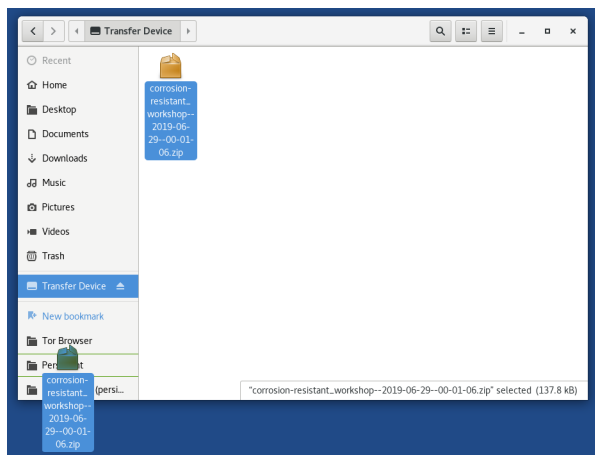 Transfer Device
Recent
Home
Desktop
Documents
Downloads
Music
Pictures
Videos
Trash
Transfer Device
New bookmark
Tor Browser
(persi...
corrosion-
resistant_
workshop--
2019-06-
29--00-01-
06.zip
corrosion-
resistant_
workshop--
2019-06-
29--00-01-
06.zip
"corrosion-resistant_workshop--2019-06-29--00-01-06.zip" selected (137.8 kB)